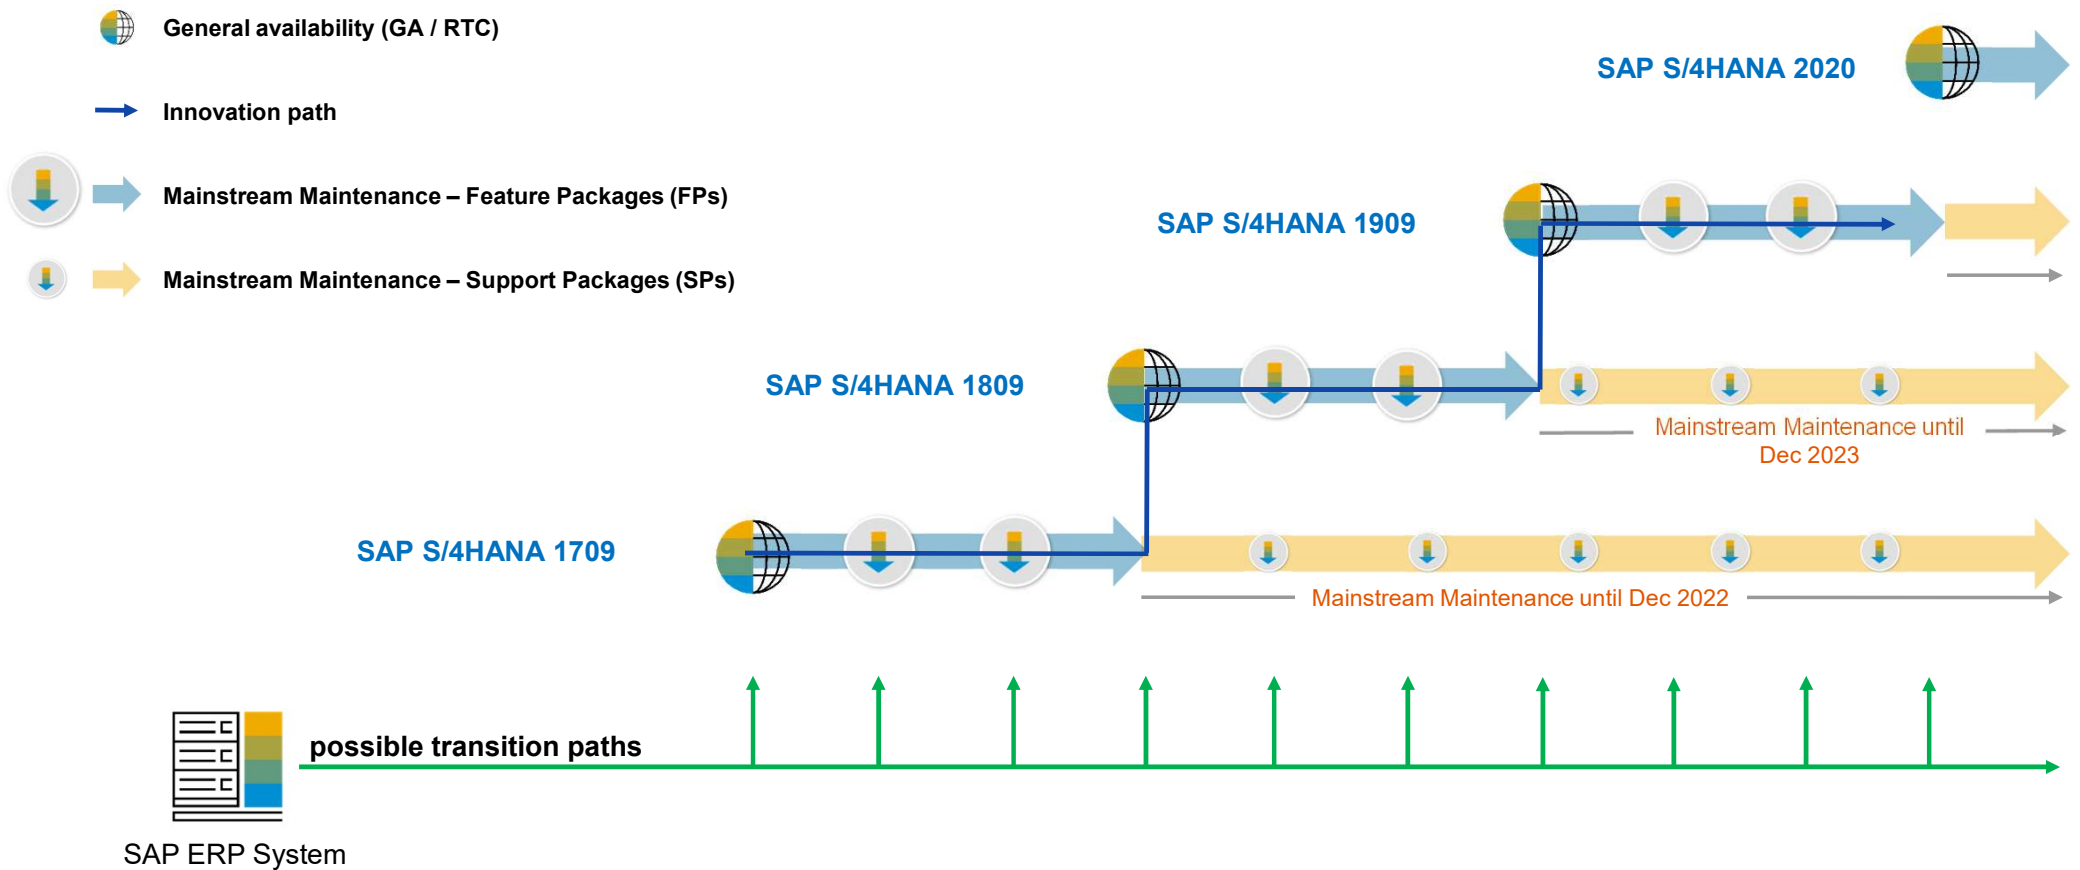 General availability (GA / RTC)
SAP S/4HANA 2020
Innovation path
Mainstream Maintenance – Feature Packages (FPs)
SAP S/4HANA 1909
Mainstream Maintenance – Support Packages (SPs)
SAP S/4HANA 1809
Mainstream Maintenance until
Dec 2023
SAP S/4HANA 1709
Mainstream Maintenance until Dec 2022
possible transition paths
SAP ERP System